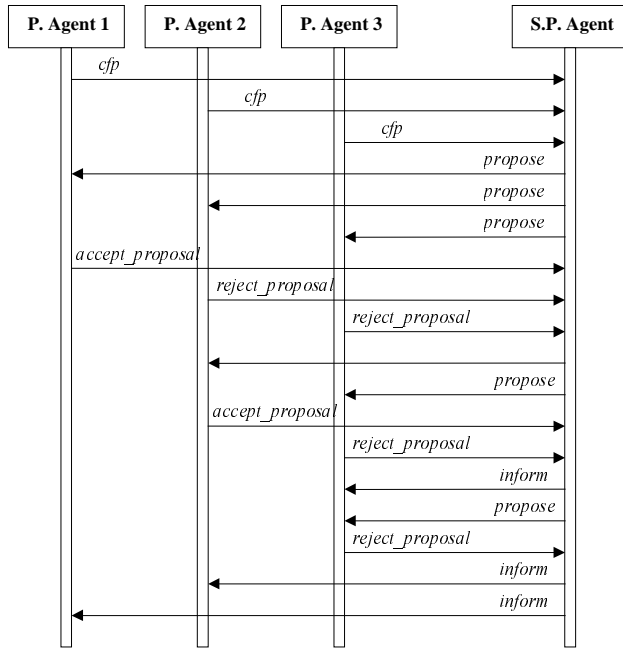 P. Agent 1 P. Agent 2 P. Agent 3 S.P. Agent
cfp
cfp
cfp
propose
propose
propose
accept_proposal
reject_proposal
reject_proposal
propose
accept_proposal
reject_proposal
inform
propose
reject_proposal
inform
inform